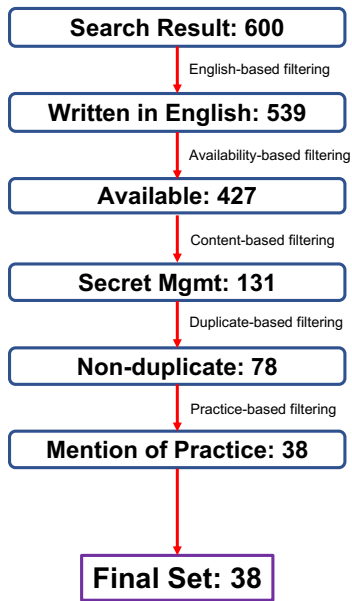 Search Result: 600
English-based filtering
Written in English: 539
Availability-based filtering
Available: 427
Content-based filtering
Secret Mgmt: 131
Duplicate-based filtering
Non-duplicate: 78
Practice-based filtering
Mention of Practice: 38
Final Set: 38